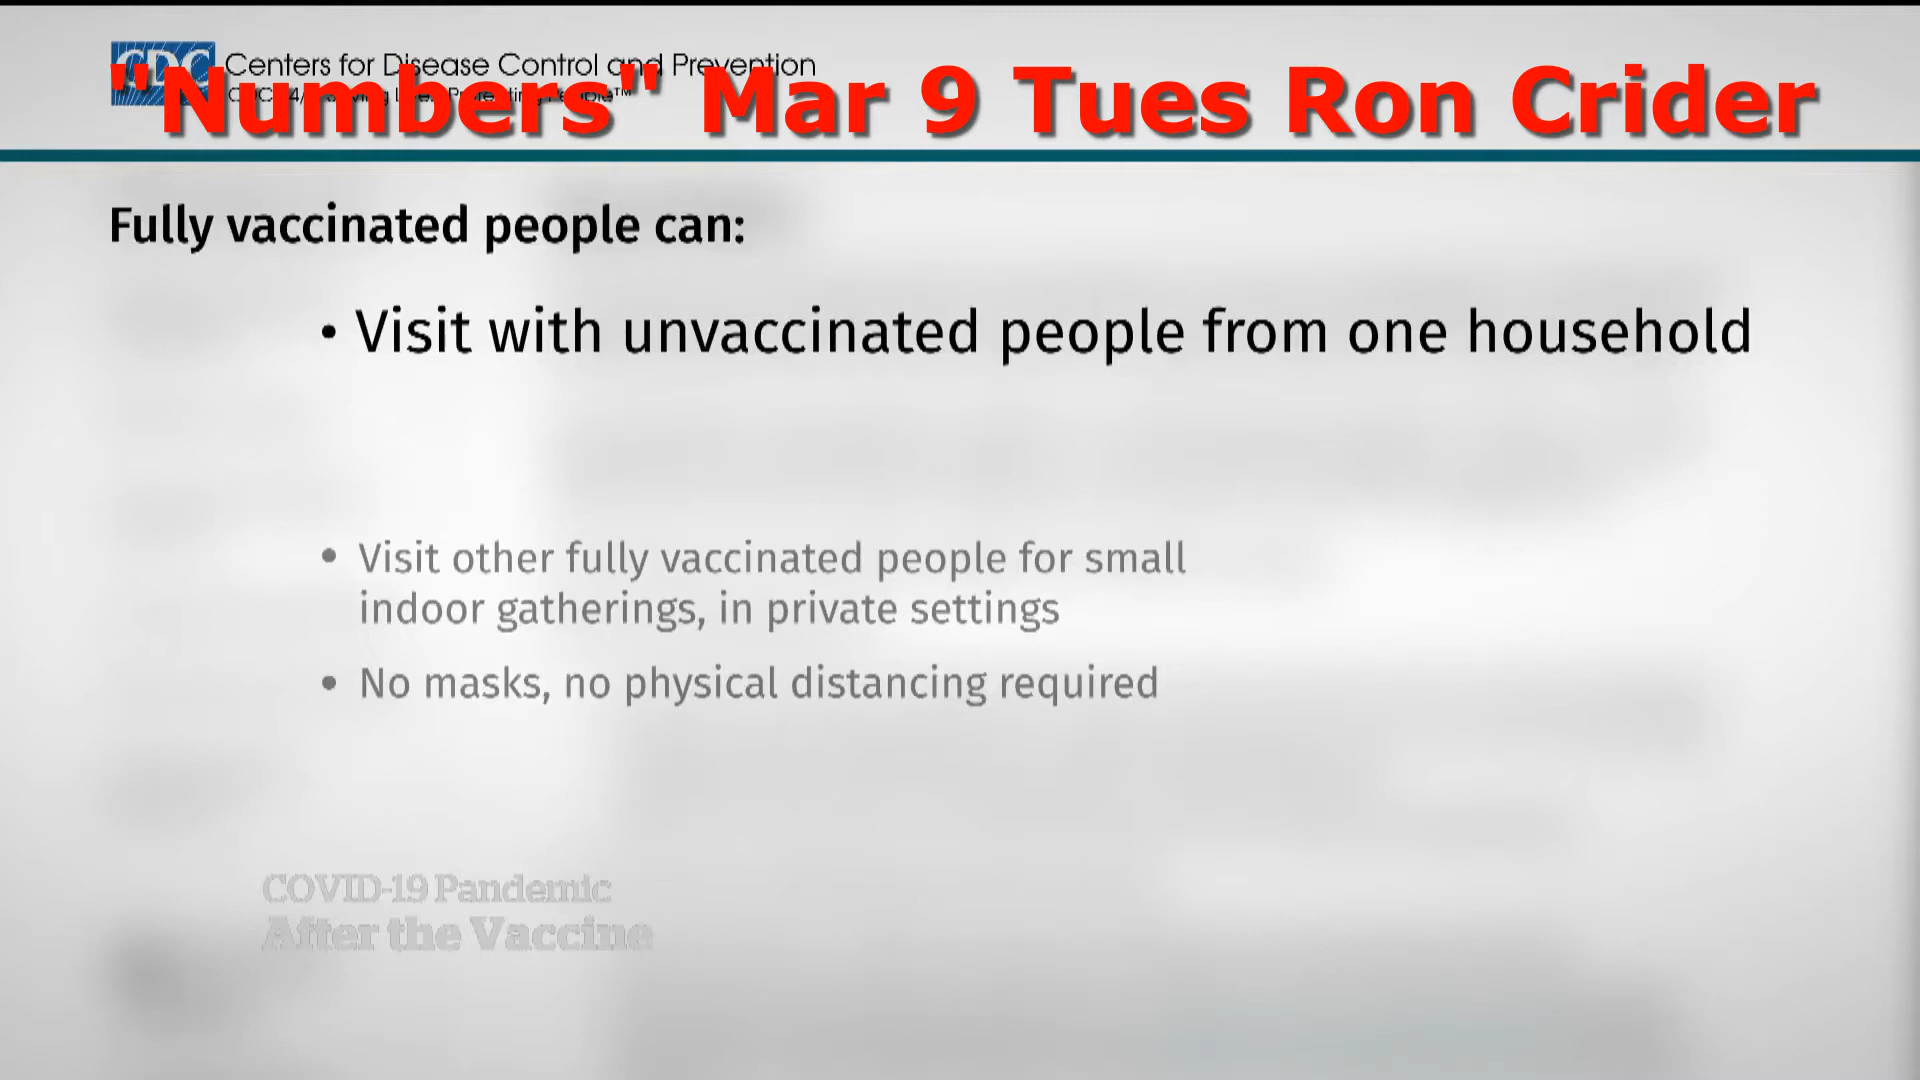 CDC Centers for Disease Control and Prevention
"Numbers" Mar 9 Tues Ron Crider
Fully vaccinated people can:
• Visit with unvaccinated people from one household
• Visit other fully vaccinated people for small
indoor gatherings, in private settings
• No masks, no physical distancing required
COVID-19 Pandemic
After the Vaccine